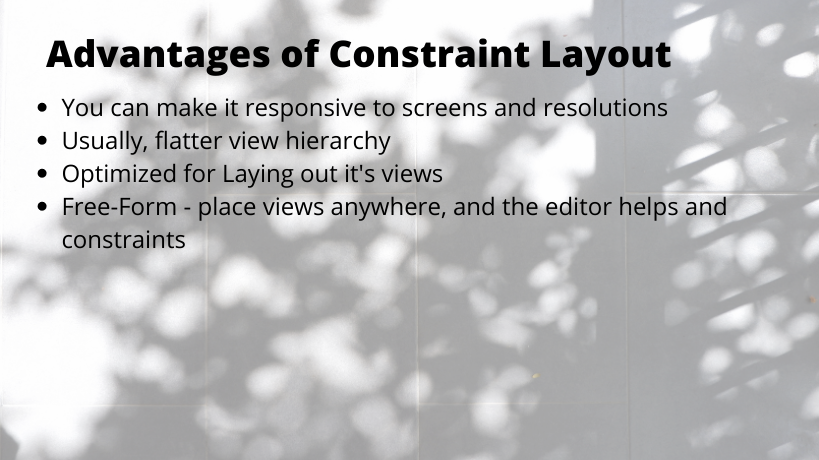 Advantages of Constraint Layout
• You can make it responsive to screens and resolutions
• Usually, flatter view hierarchy
• Optimized for Laying out it's views
• Free-Form - place views anywhere, and the editor helps and
constraints